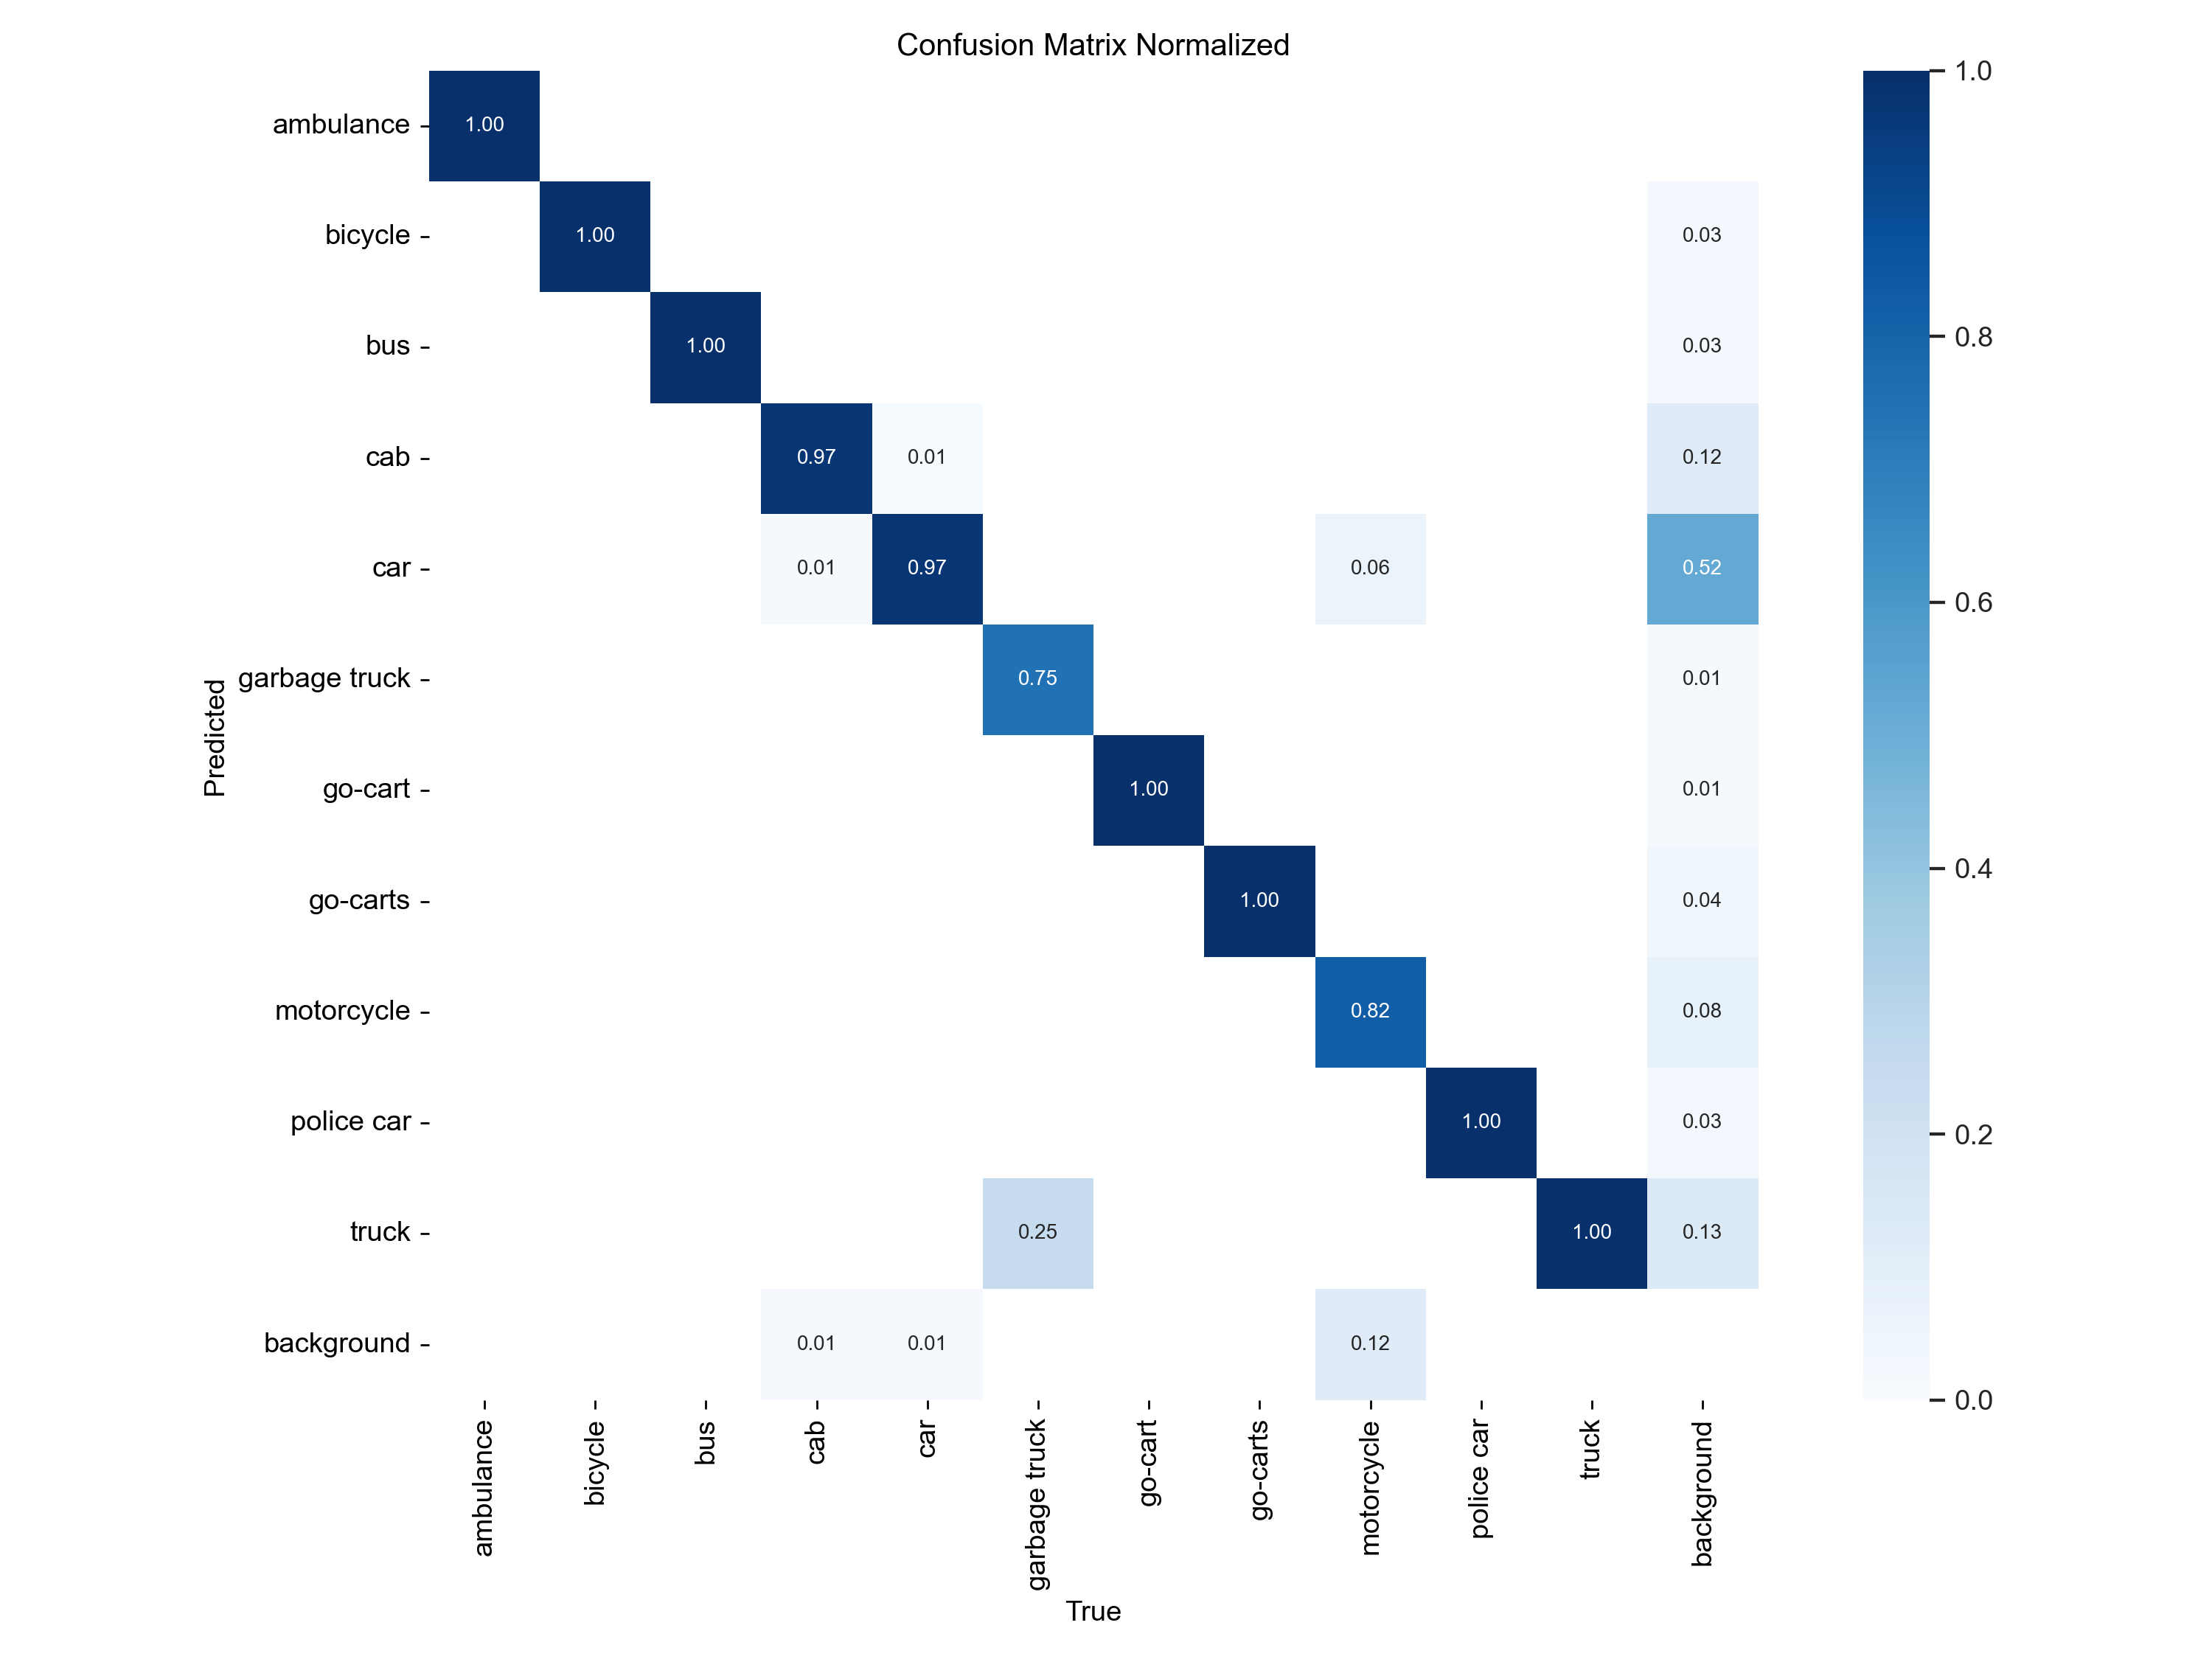 Confusion Matrix Normalized
ambulance 1.00
bicycle 1.00 0.03
bus 1.00 0.03
cab 0.97 0.01 0.12
car 0.01 0.97 0.06 0.52
garbage truck 0.75 0.01
go-cart 1.00 0.01
go-carts 1.00 0.04
motorcycle 0.82 0.08
police car 1.00 0.03
truck 0.25 1.00 0.13
background 0.01 0.01 0.12
Predicted
ambulance
bicycle
bus
cab
car
garbage truck
go-cart
go-carts
motorcycle
police car
truck
background
True
1.0
0.8
0.6
0.4
0.2
0.0